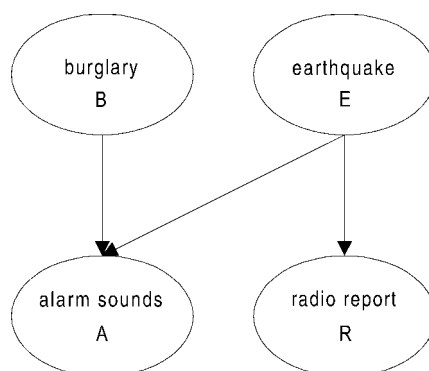 burglary
B
earthquake
E
alarm sounds
A
radio report
R